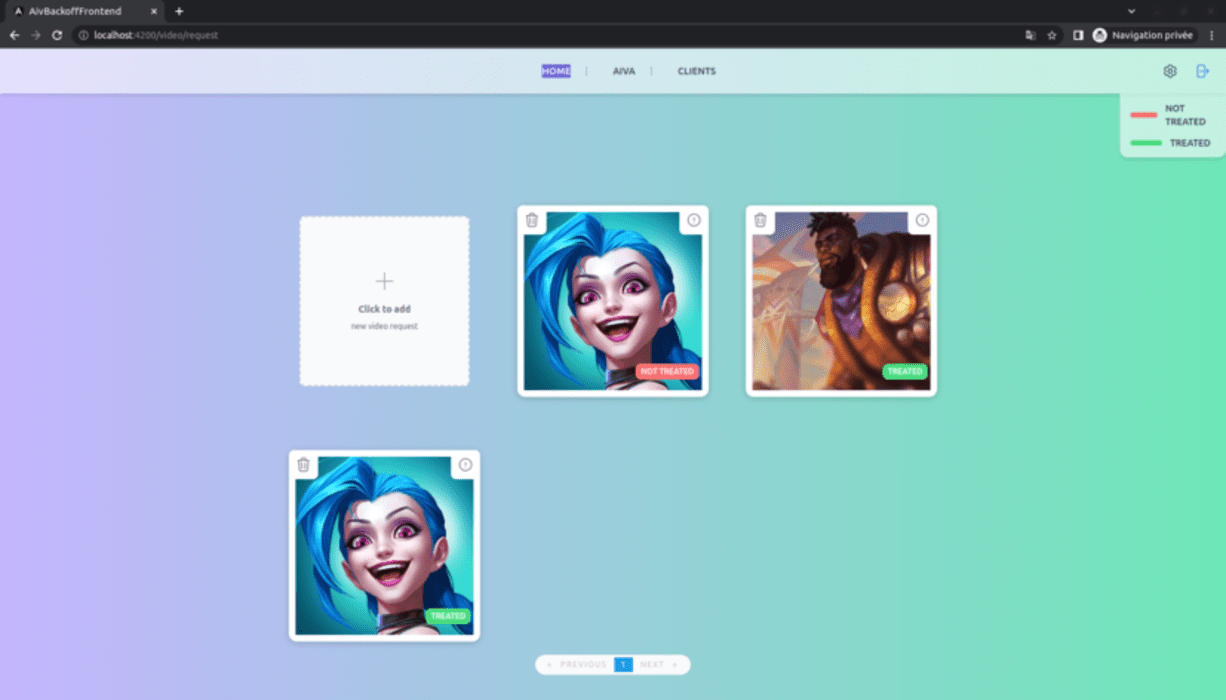 AivBackoffFrontend
localhost:4200/video/request
Navigation privée
HOME | AIVA | CLIENTS
NOT
TREATED
TREATED
Click to add
new video request
NOT TREATED
TREATED
TREATED
« PREVIOUS 1 NEXT »